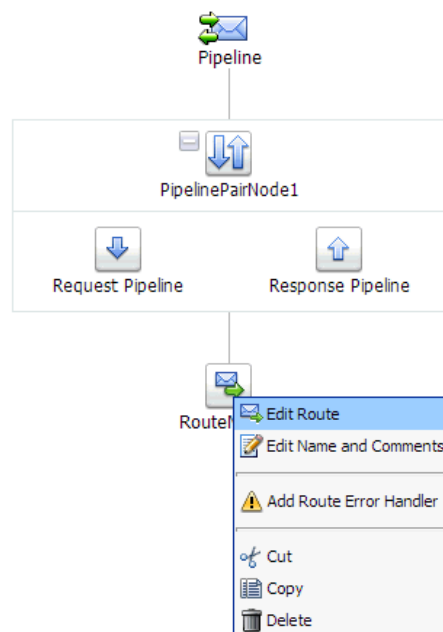 Pipeline
PipelinePairNode1
Request Pipeline
Response Pipeline
Edit Route
Edit Name and Comments
Add Route Error Handler
Cut
Copy
Delete